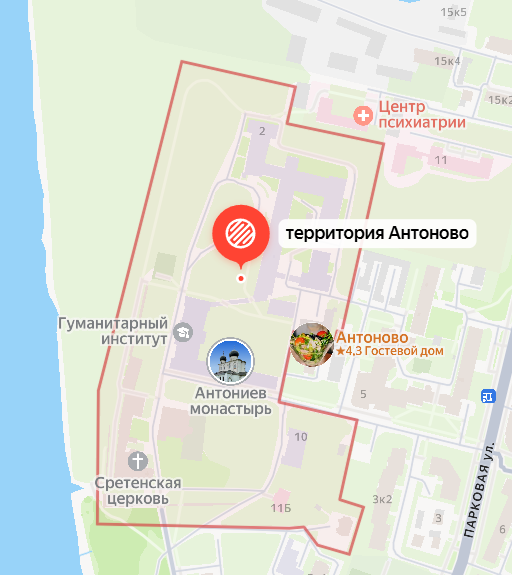 15к5
15к4
15к2
Центр
психиатрии
2
11
территория Антоново
Гуманитарный
институт
Антоново
★4,3 Гостевой дом
Антониев
монастырь
5
10
Сретенская
церковь
11Б
3к2
3
ПАРКОВАЯ УЛ.